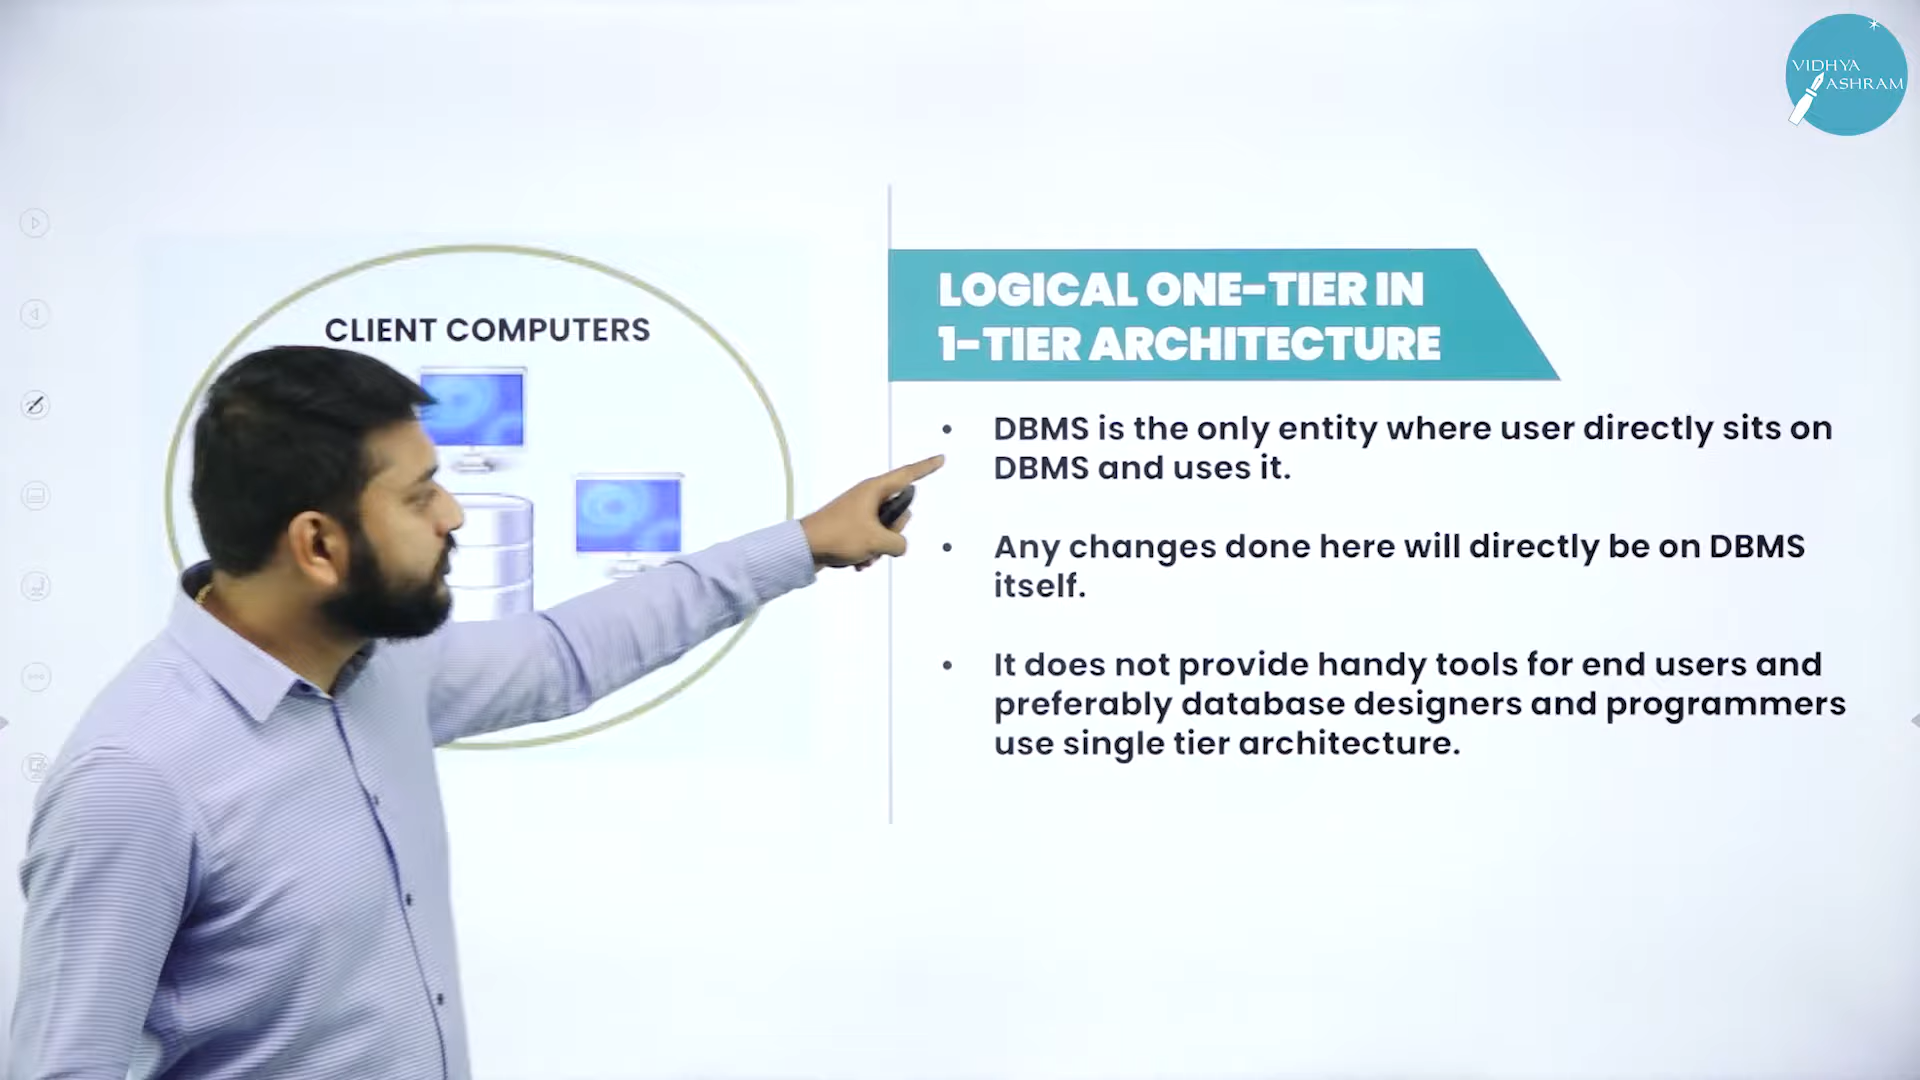 VIDHYA
ASHRAM
CLIENT COMPUTERS
LOGICAL ONE-TIER IN
1-TIER ARCHITECTURE
• DBMS is the only entity where user directly sits on
DBMS and uses it.
• Any changes done here will directly be on DBMS
itself.
• It does not provide handy tools for end users and
preferably database designers and programmers
use single tier architecture.